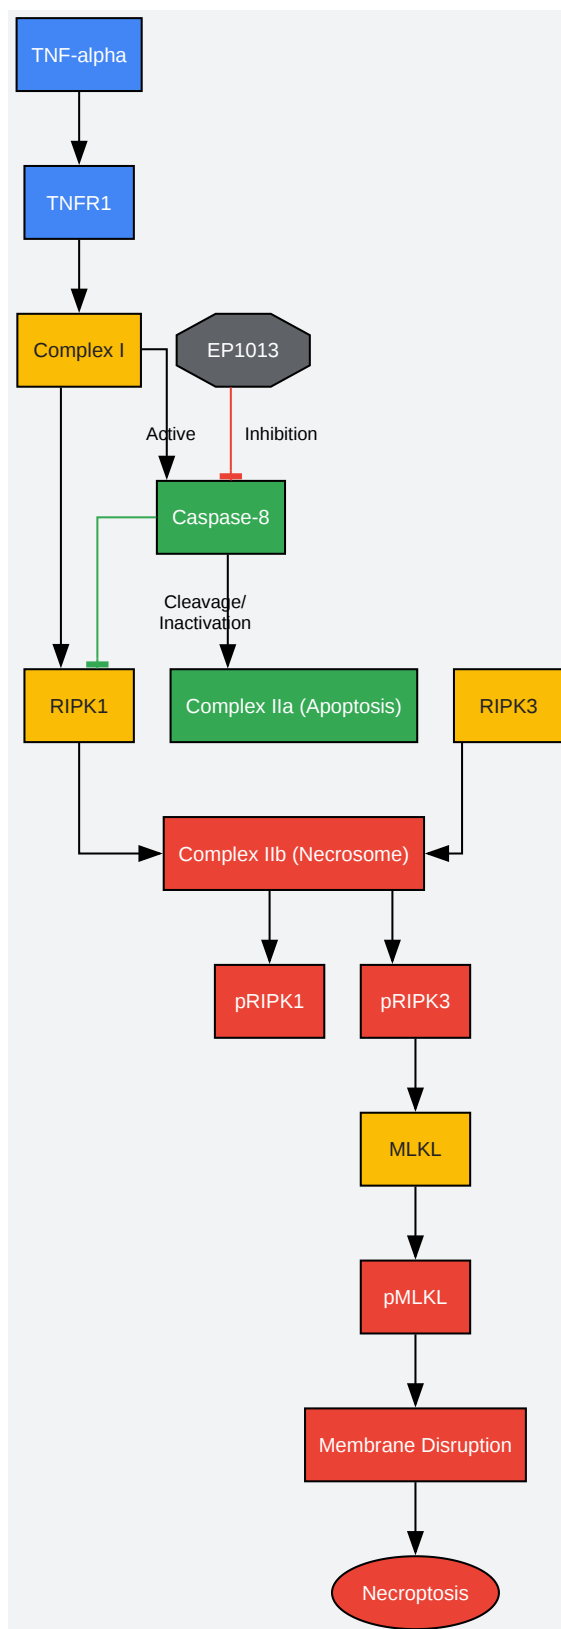 TNF-alpha
TNFR1
Complex I
EP1013
Active
Inhibition
Caspase-8
Cleavage/
Inactivation
RIPK1
Complex IIa (Apoptosis)
RIPK3
Complex IIb (Necrosome)
pRIPK1
pRIPK3
MLKL
pMLKL
Membrane Disruption
Necroptosis